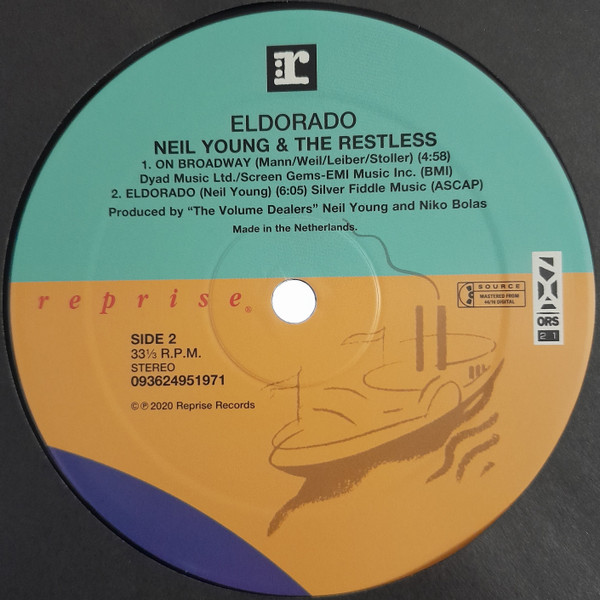 r
ELDORADO
NEIL YOUNG & THE RESTLESS
1. ON BROADWAY (Mann/Weil/Leiber/Stoller) (4:58)
Dyad Music Ltd./Screen Gems-EMI Music Inc. (BMI)
2. ELDORADO (Neil Young) (6:05) Silver Fiddle Music (ASCAP)
Produced by “The Volume Dealers” Neil Young and Niko Bolas
Made in the Netherlands.
reprise®
SOURCE
MASTERED FROM
ORS
21
SIDE 2
33⅓ R.P.M.
STEREO
093624951971
©℗2020 Reprise Records